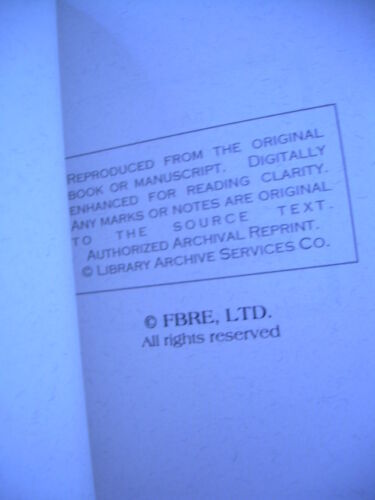 REPRODUCED FROM THE ORIGINAL
BOOK OR MANUSCRIPT. DIGITALLY
ENHANCED FOR READING CLARITY.
ANY MARKS OR NOTES ARE ORIGINAL
TO THE SOURCE TEXT.
AUTHORIZED ARCHIVAL REPRINT.
© LIBRARY ARCHIVE SERVICES CO.
© FBRE, LTD.
All rights reserved